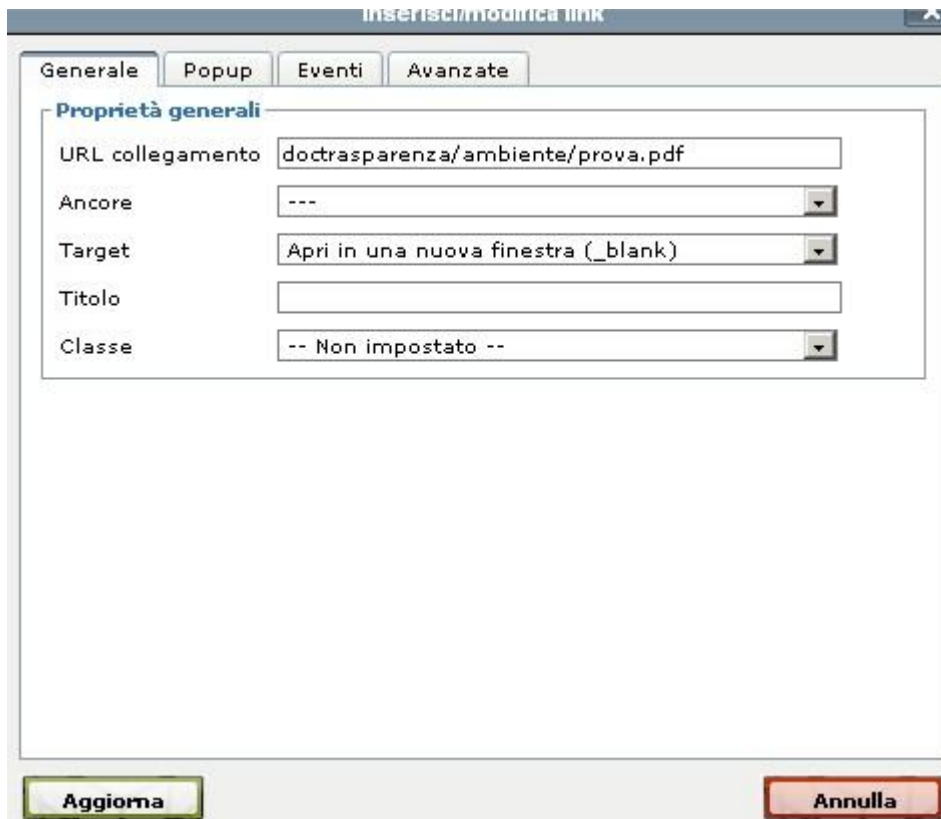 Inserisci/modifica link
Generale Popup Eventi Avanzate
Proprietà generali
URL collegamento doctrasparenza/ambiente/prova.pdf
Ancore ---
Target Apri in una nuova finestra (_blank)
Titolo
Classe -- Non impostato --
Aggiorna Annulla